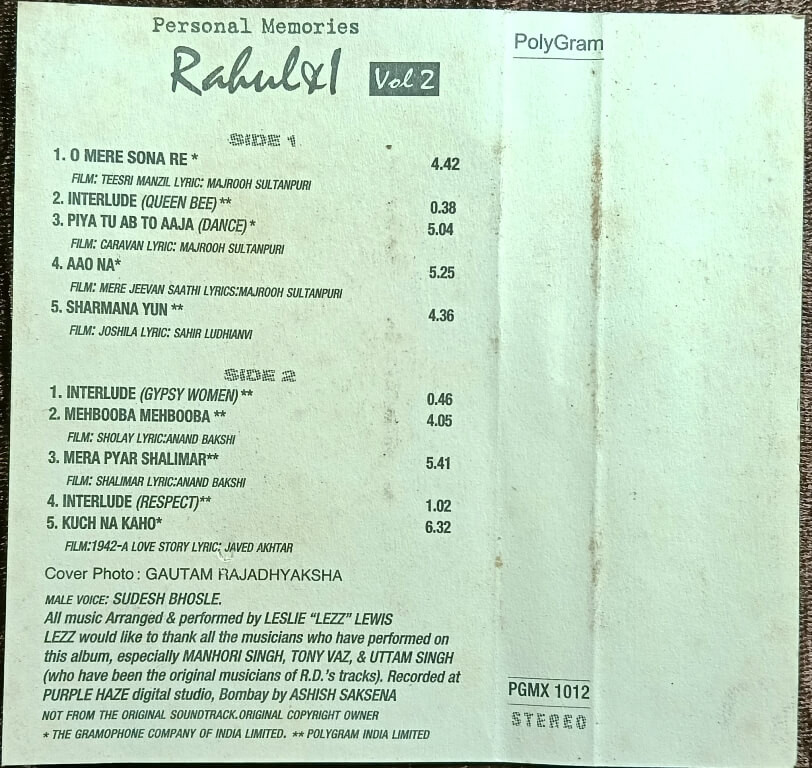 Personal Memories
Rahul&I Vol 2
SIDE 1
1. O MERE SONA RE * 4.42
FILM: TEESRI MANZIL LYRIC: MAJROOH SULTANPURI
2. INTERLUDE (QUEEN BEE)** 0.38
3. PIYA TU AB TO AAJA (DANCE)* 5.04
FILM: CARAVAN LYRIC: MAJROOH SULTANPURI
4. AAO NA* 5.25
FILM: MERE JEEVAN SAATHI LYRICS:MAJROOH SULTANPURI
5. SHARMANA YUN ** 4.36
FILM: JOSHILA LYRIC: SAHIR LUDHIANVI
SIDE 2
1. INTERLUDE (GYPSY WOMEN)** 0.46
2. MEHBOOBA MEHBOOBA ** 4.05
FILM: SHOLAY LYRIC:ANAND BAKSHI
3. MERA PYAR SHALIMAR** 5.41
FILM: SHALIMAR LYRIC:ANAND BAKSHI
4. INTERLUDE (RESPECT)** 1.02
5. KUCH NA KAHO* 6.32
FILM:1942-A LOVE STORY LYRIC: JAVED AKHTAR
Cover Photo : GAUTAM RAJADHYAKSHA
MALE VOICE: SUDESH BHOSLE.
All music Arranged & performed by LESLIE "LEZZ" LEWIS
LEZZ would like to thank all the musicians who have performed on
this album, especially MANHORI SINGH, TONY VAZ, & UTTAM SINGH
(who have been the original musicians of R.D.'s tracks). Recorded at
PURPLE HAZE digital studio, Bombay by ASHISH SAKSENA
NOT FROM THE ORIGINAL SOUNDTRACK.ORIGINAL COPYRIGHT OWNER
* THE GRAMOPHONE COMPANY OF INDIA LIMITED. ** POLYGRAM INDIA LIMITED
PolyGram
PGMX 1012
STEREO